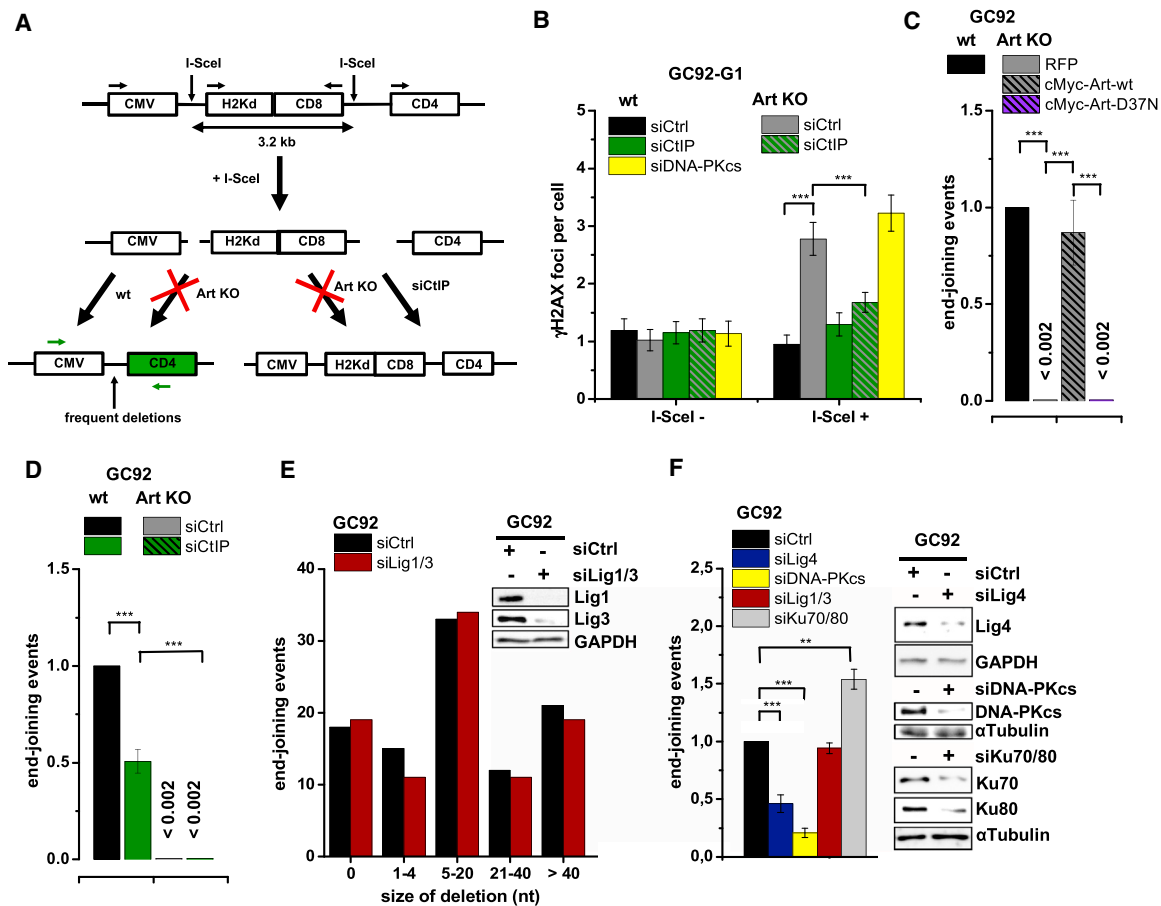 A
I-SceI
I-SceI
CMV
H2Kd
CD8
CD4
3.2 kb
+ I-SceI
CMV
H2Kd
CD8
CD4
wt
Art KO
Art KO
siCtIP
CMV
CD4
CMV
H2Kd
CD8
CD4
frequent deletions
B
GC92-G1
wt
Art KO
siCtrl
siCtIP
siDNA-PKcs
siCtrl
siCtIP
γH2AX foci per cell
5
4
3
2
1
0
***
***
I-SceI -
I-SceI +
C
GC92
wt
Art KO
RFP
cMyc-Art-wt
cMyc-Art-D37N
end-joining events
1.5
1.0
0.5
0.0
***
***
***
< 0.002
< 0.002
D
GC92
wt
Art KO
siCtrl
siCtIP
end-joining events
1.5
1.0
0.5
0.0
***
***
< 0.002
< 0.002
E
GC92
siCtrl
siLig1/3
GC92
+ - siCtrl
- + siLig1/3
Lig1
Lig3
GAPDH
end-joining events
40
30
20
10
0
0
1-4
5-20
21-40
> 40
size of deletion (nt)
F
GC92
siCtrl
siLig4
siDNA-PKcs
siLig1/3
siKu70/80
end-joining events
2,5
2,0
1,5
1,0
0,5
0,0
**
***
***
GC92
+ - siCtrl
- + siLig4
Lig4
GAPDH
- + siDNA-PKcs
DNA-PKcs
αTubulin
- + siKu70/80
Ku70
Ku80
αTubulin